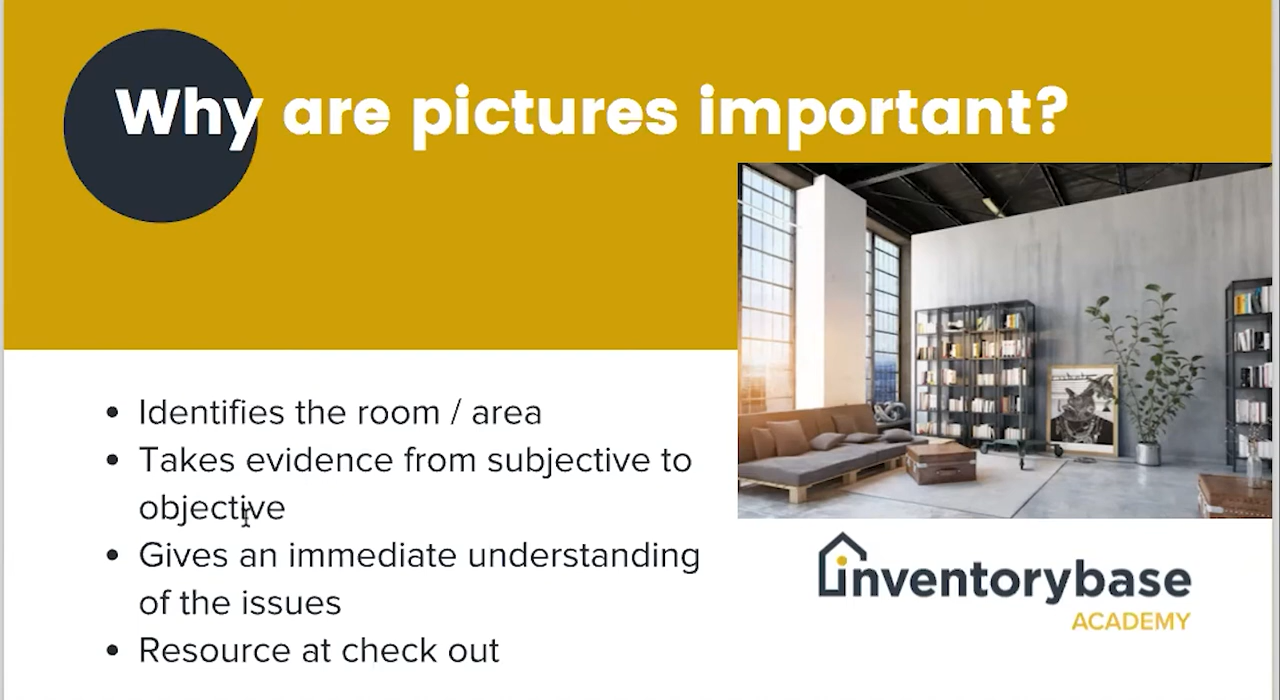 Why are pictures important?
• Identifies the room / area
• Takes evidence from subjective to
objective
• Gives an immediate understanding
of the issues
• Resource at check out
inventorybase
ACADEMY